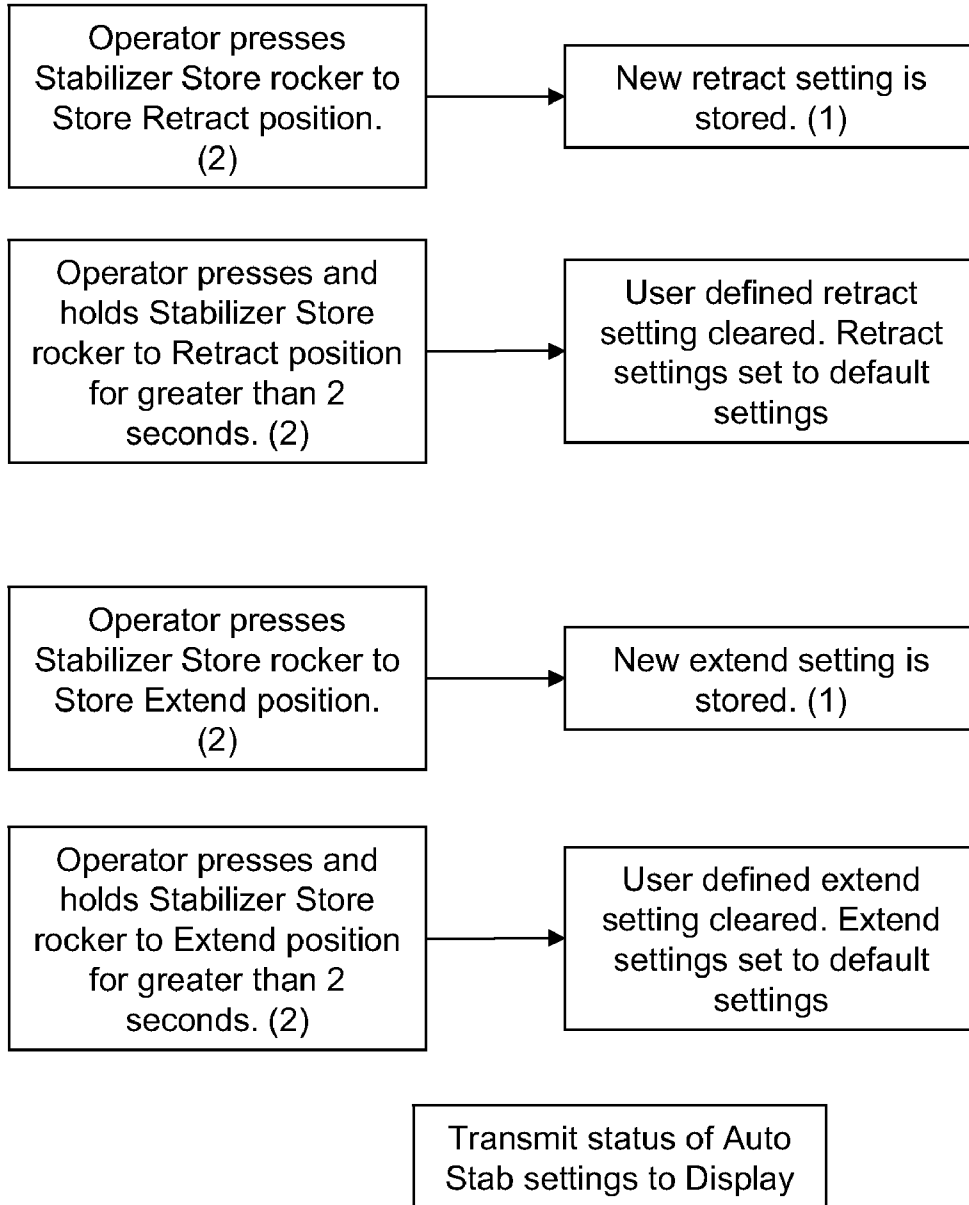 Operator presses
Stabilizer Store rocker to
Store Retract position.
(2)
New retract setting is
stored. (1)
Operator presses and
holds Stabilizer Store
rocker to Retract position
for greater than 2
seconds. (2)
User defined retract
setting cleared. Retract
settings set to default
settings
Operator presses
Stabilizer Store rocker to
Store Extend position.
(2)
New extend setting is
stored. (1)
Operator presses and
holds Stabilizer Store
rocker to Extend position
for greater than 2
seconds. (2)
User defined extend
setting cleared. Extend
settings set to default
settings
Transmit status of Auto
Stab settings to Display